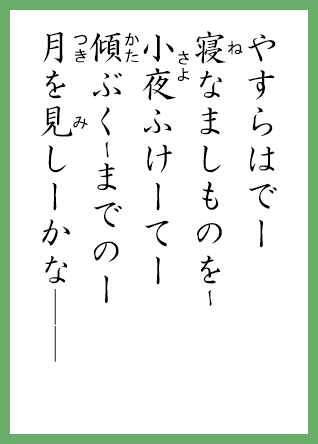 やすらはでー
寝なましものを~
小夜ふけーてー
傾ぶく~までのー
月を見しーかな――
ね
さよ
かた
つき
み